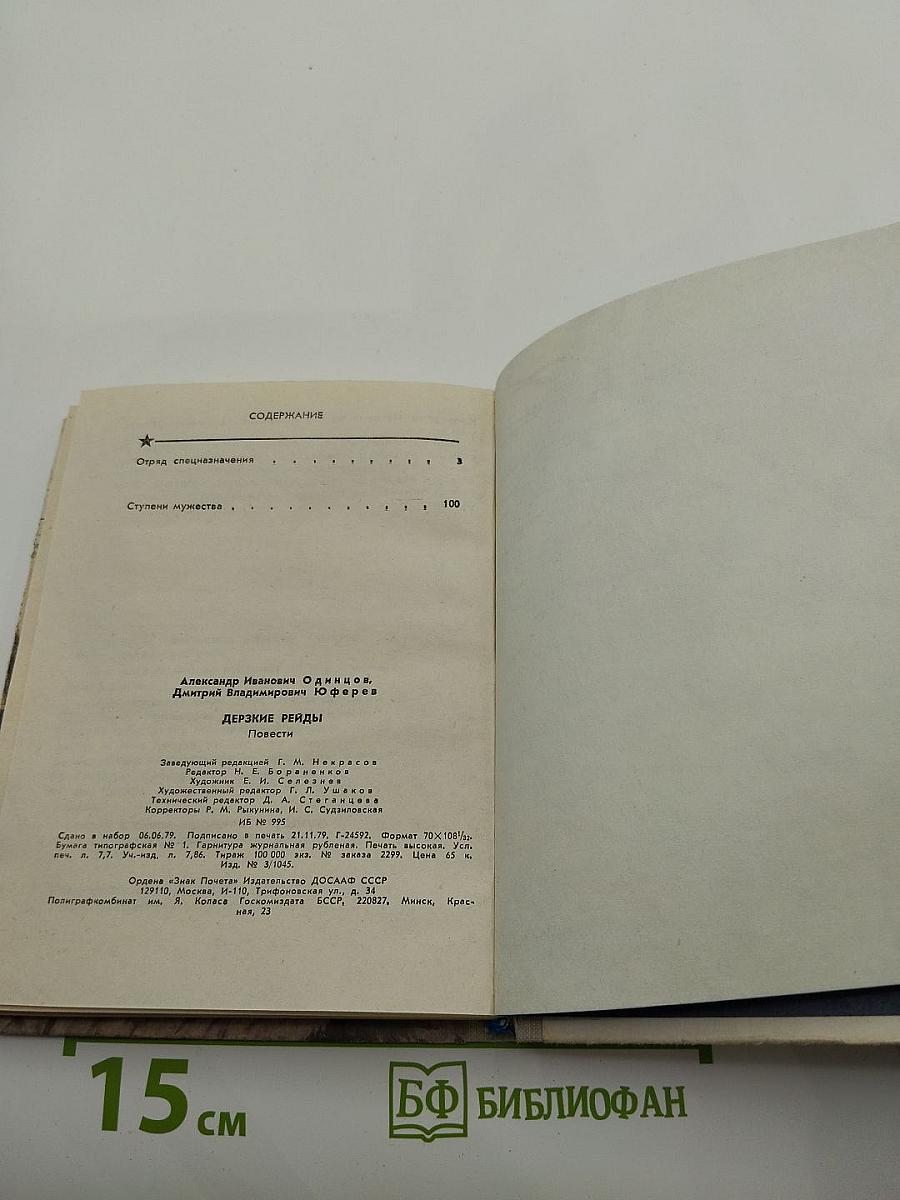 СОДЕРЖАНИЕ
Отряд спецназначения . . . . . . . . . 3
Ступени мужества . . . . . . . . . . . 100
Александр Иванович Одинцов,
Дмитрий Владимирович Юферев
ДЕРЗКИЕ РЕЙДЫ
Повести
Заведующий редакцией Г. М. Некрасов
Редактор Н. Е. Бораненков
Художник Е. И. Селезнев
Художественный редактор Г. Л. Ушаков
Технический редактор Д. А. Стеганцева
Корректоры Р. М. Рыкунина, И. С. Судзиловская
ИБ № 995
Сдано в набор 06.06.79. Подписано в печать 21.11.79. Г-24592. Формат 70×108 1/32.
Бумага типографская № 1. Гарнитура журнальная рубленая. Печать высокая. Усл.
печ. л. 7,7. Уч.-изд. л. 7,86. Тираж 100 000 экз. № заказа 2299. Цена 65 к.
Изд. № 3/1045.
Ордена «Знак Почета» Издательство ДОСААФ СССР
129110, Москва, И-110, Трифоновская ул., д. 34
Полиграфкомбинат им. Я. Коласа Госкомиздата БССР, 220827, Минск, Крас-
ная, 23
15 см
БФ БИБЛИОФАН